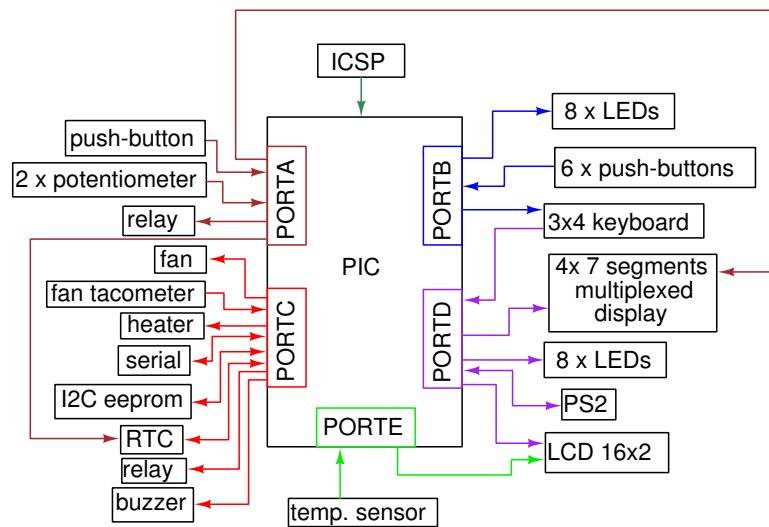 ICSP
8 x LEDs
push-button
6 x push-buttons
2 x potentiometer
PORTA
PORTB
relay
3x4 keyboard
PIC
fan
4x 7 segments
multiplexed
display
fan tacometer
PORTC
PORTD
heater
serial
8 x LEDs
I2C eeprom
PS2
PORTE
RTC
LCD 16x2
relay
buzzer
temp. sensor